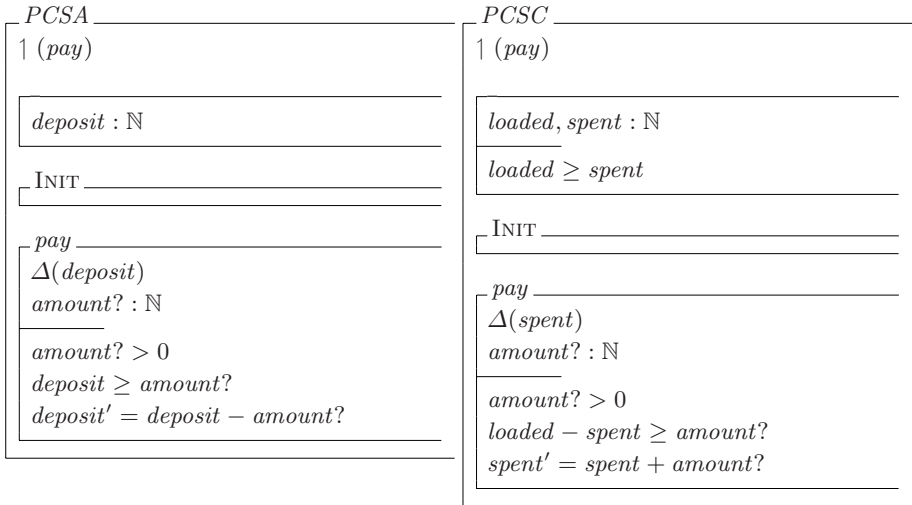 PCSA
↾ (pay)
deposit : ℕ
INIT
pay
Δ(deposit)
amount? : ℕ
amount? > 0
deposit ≥ amount?
deposit′ = deposit − amount?
PCSC
↾ (pay)
loaded, spent : ℕ
loaded ≥ spent
INIT
pay
Δ(spent)
amount? : ℕ
amount? > 0
loaded − spent ≥ amount?
spent′ = spent + amount?